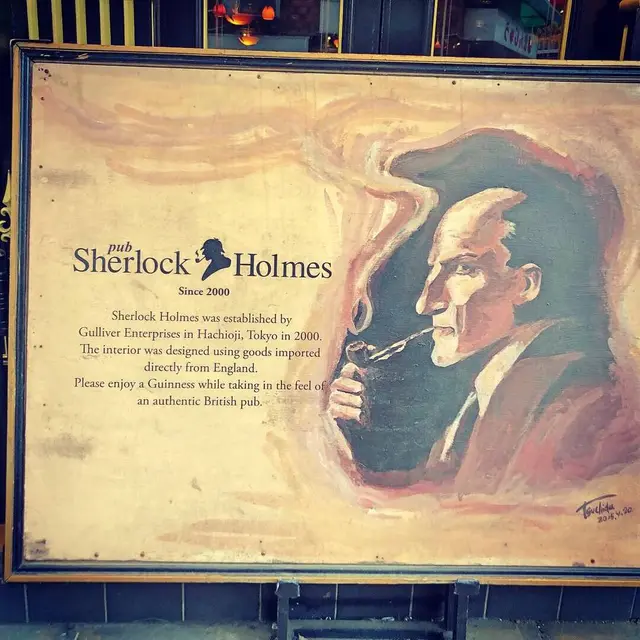 pub
Sherlock Holmes
Since 2000
Sherlock Holmes was established by
Gulliver Enterprises in Hachioji, Tokyo in 2000.
The interior was designed using goods imported
directly from England.
Please enjoy a Guinness while taking in the feel of
an authentic British pub.
Tsuchida